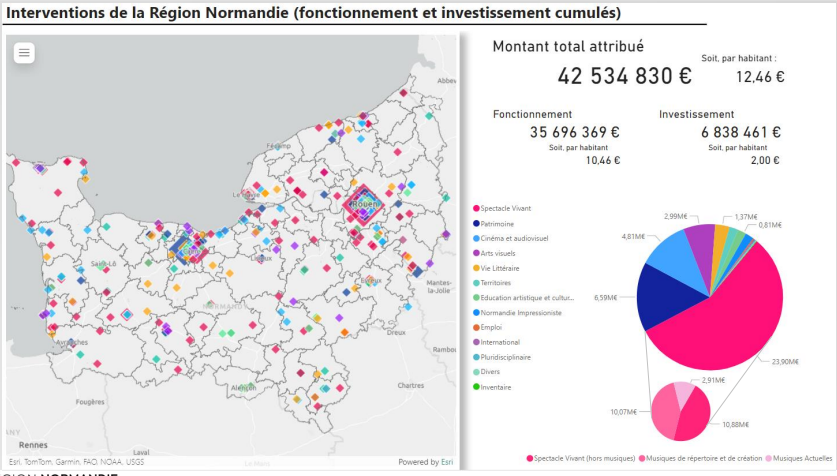 Interventions de la Région Normandie (fonctionnement et investissement cumulés)
Montant total attribué
Soit, par habitant :
42 534 830 €
12,46 €
Fonctionnement
Investissement
35 696 369 €
6 838 461 €
Soit, par habitant
Soit, par habitant
10,46 €
2,00 €
Abbev
Fécamp
Rouen
Saint-Lô
Évreux
Mantes-
la-Jolie
Avranches
Dreux
Rambou
Alençon
Chartres
Fougères
Laval
Rennes
Esri, TomTom, Garmin, FAO, NOAA, USGS
Powered by Esri
Spectacle Vivant
Patrimoine
Cinéma et audiovisuel
Arts visuels
Vie Littéraire
Territoires
Education artistique et cultur...
Normandie Impressioniste
Emploi
International
Pluridisciplinaire
Divers
Inventaire
2,99M€
1,37M€
0,81M€
4,81M€
6,59M€
23,90M€
2,91M€
10,07M€
10,88M€
Spectacle Vivant (hors musiques)
Musiques de répertoire et de création
Musiques Actuelles